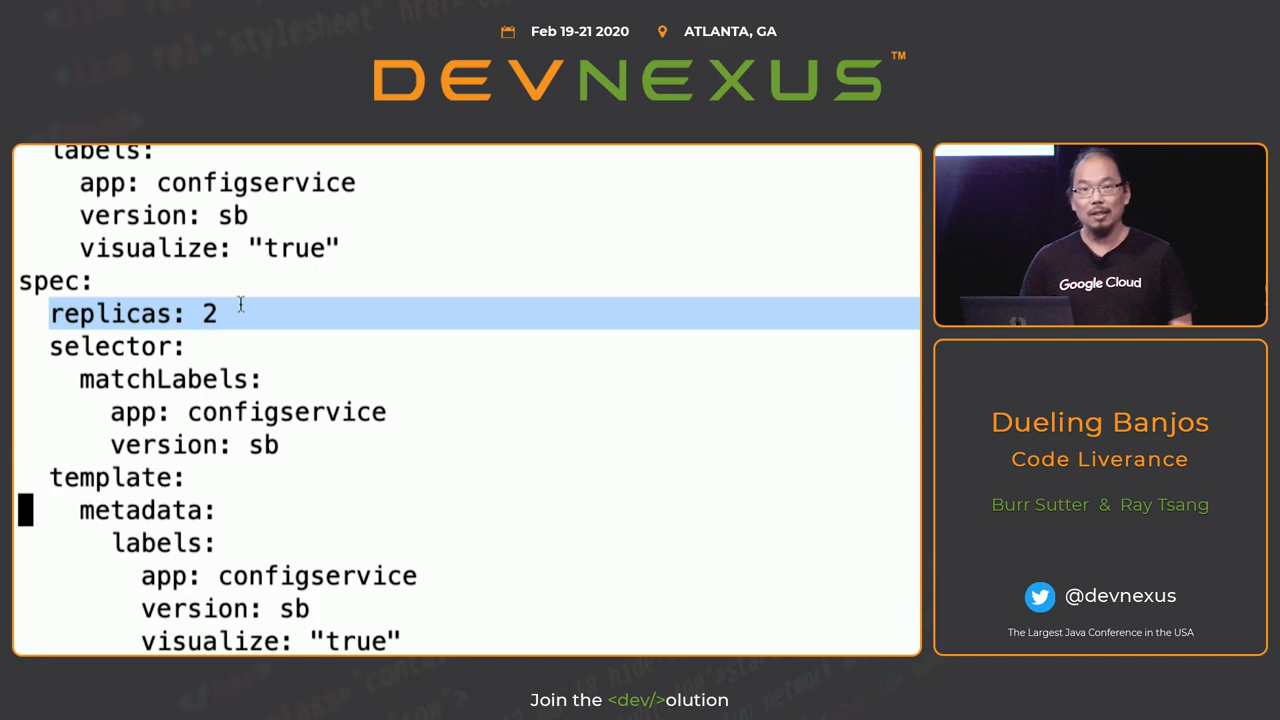 Feb 19-21 2020
ATLANTA, GA
DEVNEXUS™
labels:
app: configservice
version: sb
visualize: "true"
spec:
replicas: 2
selector:
matchLabels:
app: configservice
version: sb
template:
metadata:
labels:
app: configservice
version: sb
visualize: "true"
Google Cloud
Dueling Banjos
Code Liverance
Burr Sutter & Ray Tsang
@devnexus
The Largest Java Conference in the USA
Join the <dev/>olution